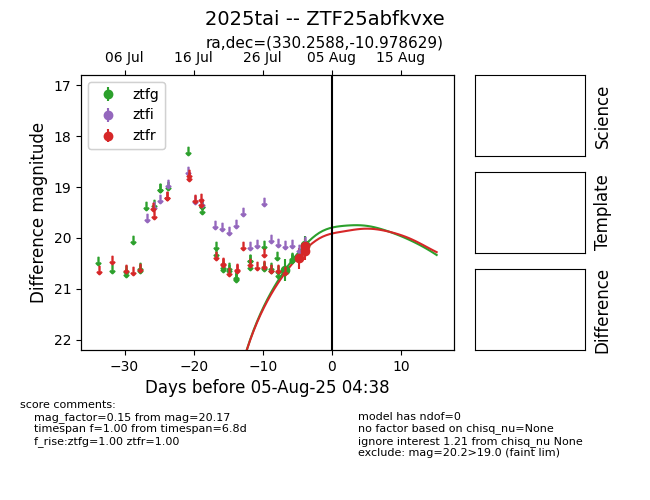 2025tai -- ZTF25abfkvxe
ra,dec=(330.2588,-10.978629)
06 Jul 16 Jul 26 Jul 05 Aug 15 Aug
ztfg
ztfi
ztfr
17
18
19
20
21
22
Difference magnitude
−30 −20 −10 0 10
Days before 05-Aug-25 04:38
Science
Template
Difference
score comments:
mag_factor=0.15 from mag=20.17
timespan f=1.00 from timespan=6.8d
f_rise:ztfg=1.00 ztfr=1.00
model has ndof=0
no factor based on chisq_nu=None
ignore interest 1.21 from chisq_nu None
exclude: mag=20.2>19.0 (faint lim)